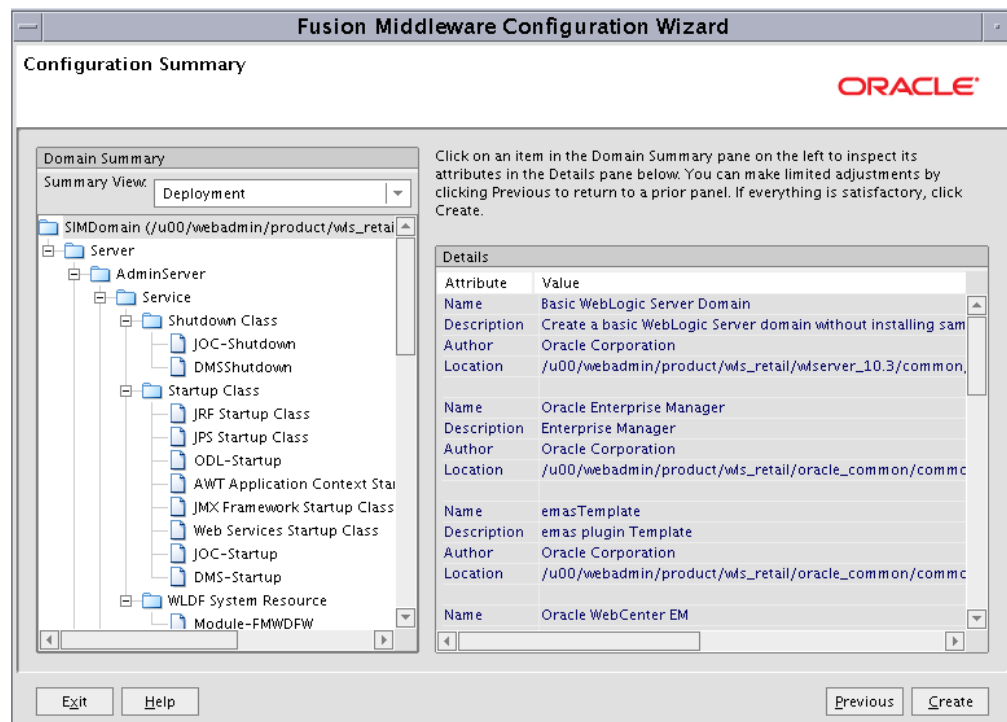 Fusion Middleware Configuration Wizard
Configuration Summary
ORACLE
Domain Summary
Summary View:
Deployment
SIMDomain (/u00/webadmin/product/wls_retai
Server
AdminServer
Service
Shutdown Class
JOC-Shutdown
DMSShutdown
Startup Class
JRF Startup Class
JPS Startup Class
ODL-Startup
AWT Application Context Star
JMX Framework Startup Class
Web Services Startup Class
JOC-Startup
DMS-Startup
WLDF System Resource
Module-FMWDFW
Click on an item in the Domain Summary pane on the left to inspect its
attributes in the Details pane below. You can make limited adjustments by
clicking Previous to return to a prior panel. If everything is satisfactory, click
Create.
Details
Attribute Value
Name Basic WebLogic Server Domain
Description Create a basic WebLogic Server domain without installing sam
Author Oracle Corporation
Location /u00/webadmin/product/wls_retail/wlserver_10.3/common,
Name Oracle Enterprise Manager
Description Enterprise Manager
Author Oracle Corporation
Location /u00/webadmin/product/wls_retail/oracle_common/commo
Name emasTemplate
Description emas plugin Template
Author Oracle Corporation
Location /u00/webadmin/product/wls_retail/oracle_common/commo
Name Oracle WebCenter EM
Exit Help Previous Create